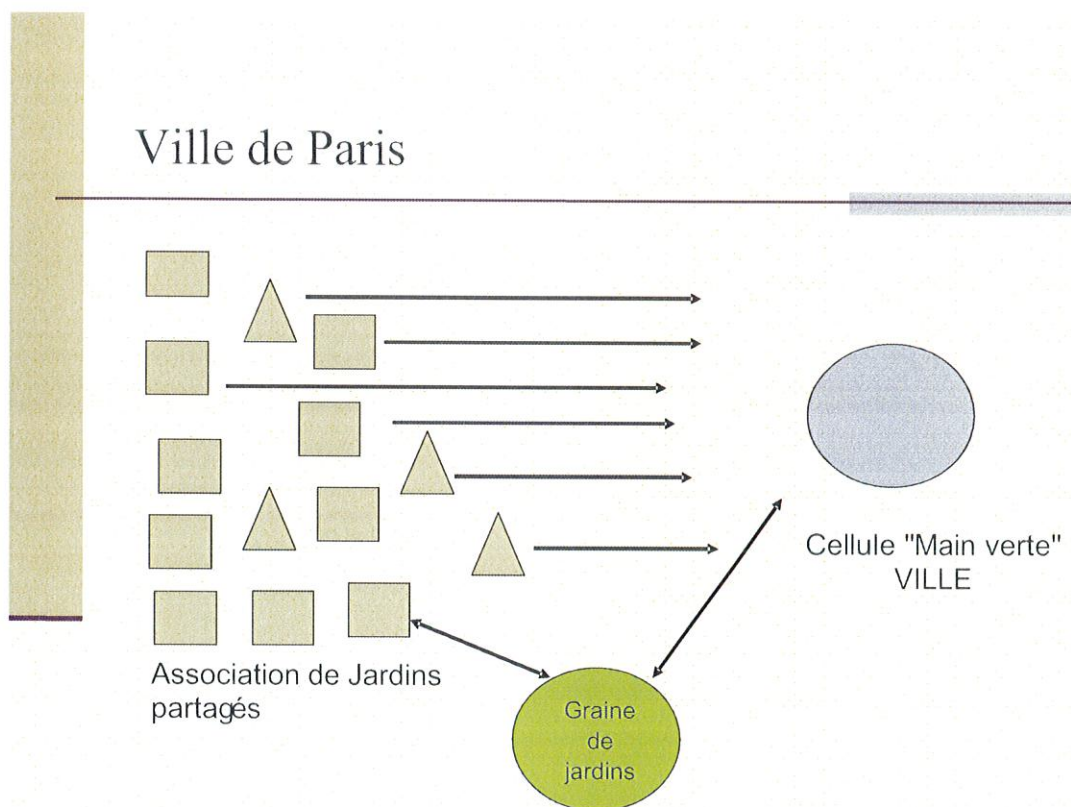 Ville de Paris
Cellule "Main verte"
VILLE
Association de Jardins
partagés
Graine
de
jardins